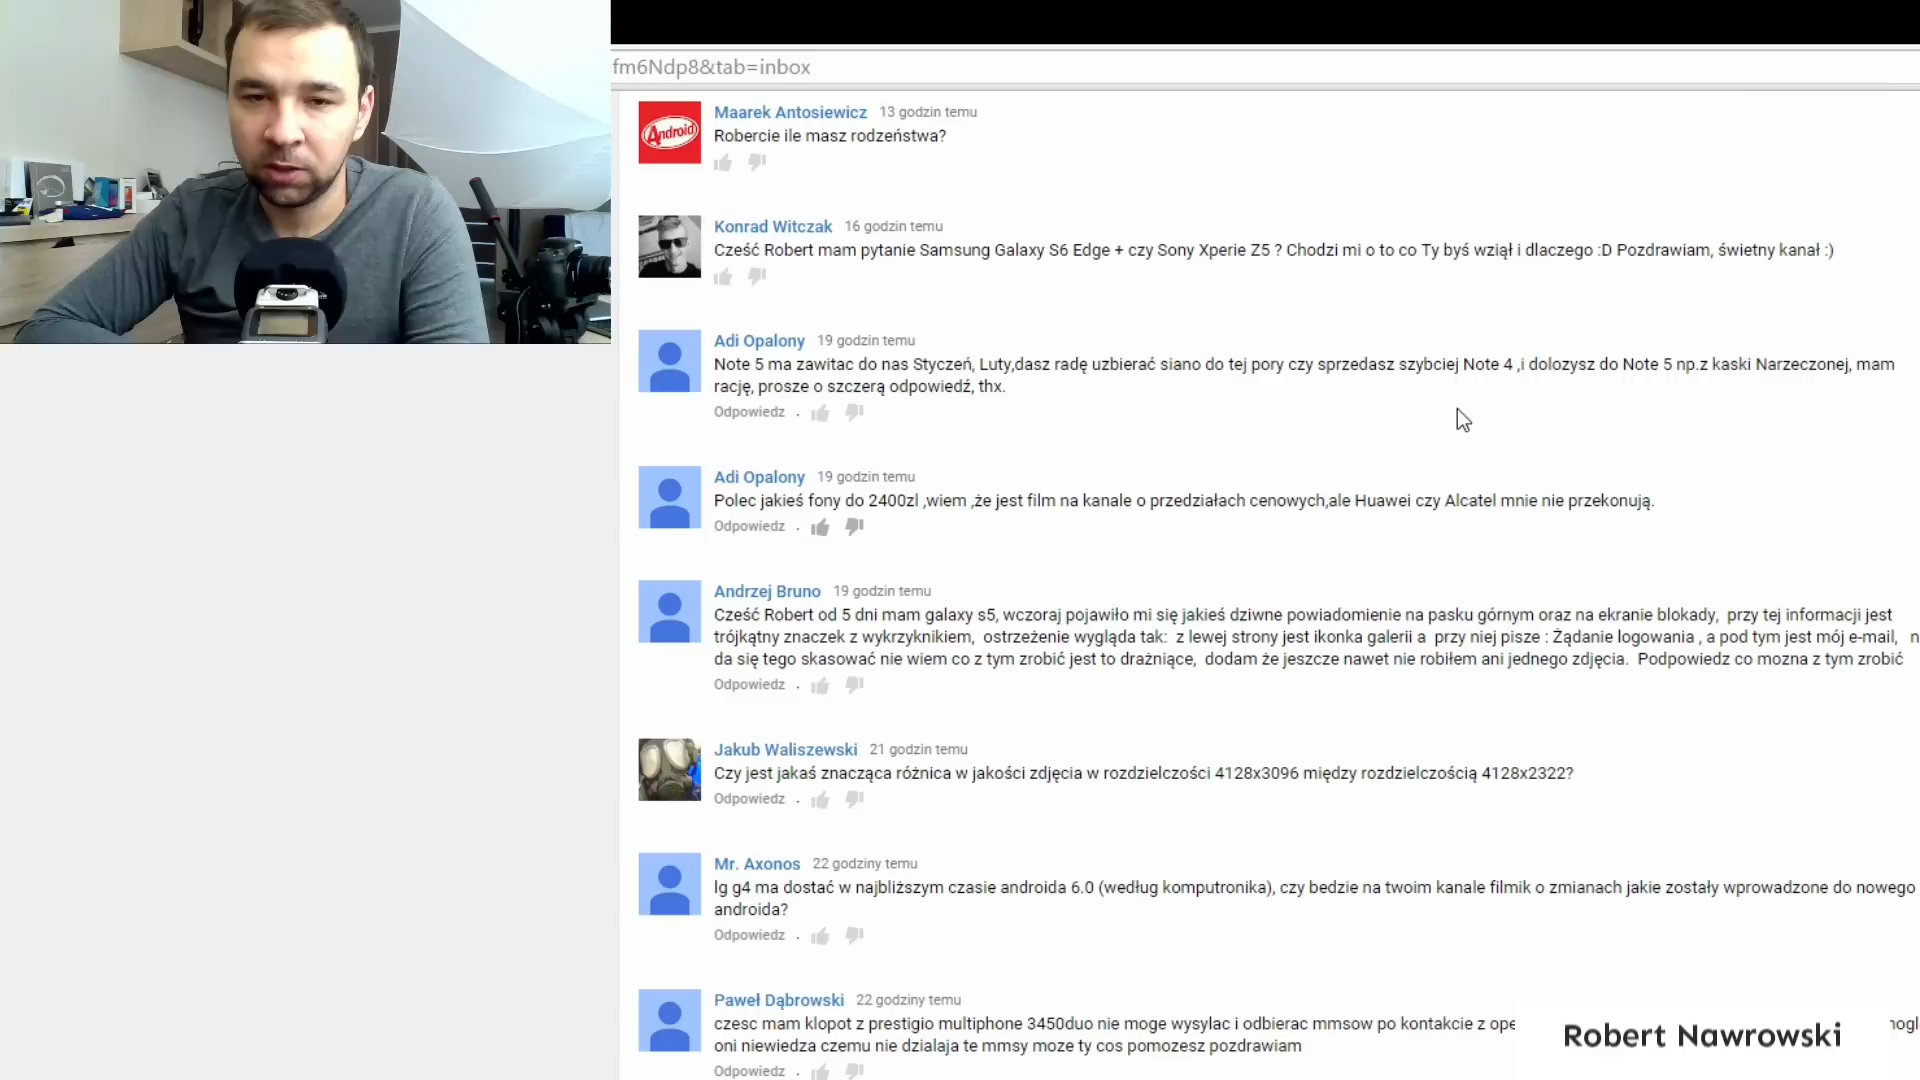 fm6Ndp8&tab=inbox
Android
Maarek Antosiewicz 13 godzin temu
Robercie ile masz rodzeństwa?
Konrad Witczak 16 godzin temu
Cześć Robert mam pytanie Samsung Galaxy S6 Edge + czy Sony Xperie Z5 ? Chodzi mi o to co Ty byś wziął i dlaczego :D Pozdrawiam, świetny kanał :)
Adi Opalony 19 godzin temu
Note 5 ma zawitac do nas Styczeń, Luty,dasz radę uzbierać siano do tej pory czy sprzedasz szybciej Note 4 ,i dolozysz do Note 5 np.z kaski Narzeczonej, mam
rację, prosze o szczerą odpowiedź, thx.
Odpowiedz .
Adi Opalony 19 godzin temu
Polec jakieś fony do 2400zl ,wiem ,że jest film na kanale o przedziałach cenowych,ale Huawei czy Alcatel mnie nie przekonują.
Odpowiedz .
Andrzej Bruno 19 godzin temu
Cześć Robert od 5 dni mam galaxy s5, wczoraj pojawiło mi się jakieś dziwne powiadomienie na pasku górnym oraz na ekranie blokady, przy tej informacji jest
trójkątny znaczek z wykrzyknikiem, ostrzeżenie wygląda tak: z lewej strony jest ikonka galerii a przy niej pisze : Żądanie logowania , a pod tym jest mój e-mail, n
da się tego skasować nie wiem co z tym zrobić jest to drażniące, dodam że jeszcze nawet nie robiłem ani jednego zdjęcia. Podpowiedz co mozna z tym zrobić
Odpowiedz .
Jakub Waliszewski 21 godzin temu
Czy jest jakaś znacząca różnica w jakości zdjęcia w rozdzielczości 4128x3096 między rozdzielczością 4128x2322?
Odpowiedz .
Mr. Axonos 22 godziny temu
lg g4 ma dostać w najbliższym czasie androida 6.0 (według komputronika), czy bedzie na twoim kanale filmik o zmianach jakie zostały wprowadzone do nowego
androida?
Odpowiedz .
Paweł Dąbrowski 22 godziny temu
czesc mam klopot z prestigio multiphone 3450duo nie moge wysylac i odbierac mmsow po kontakcie z ope
oni niewiedza czemu nie dzialaja te mmsy moze ty cos pomozesz pozdrawiam
Odpowiedz .
Robert Nawrowski